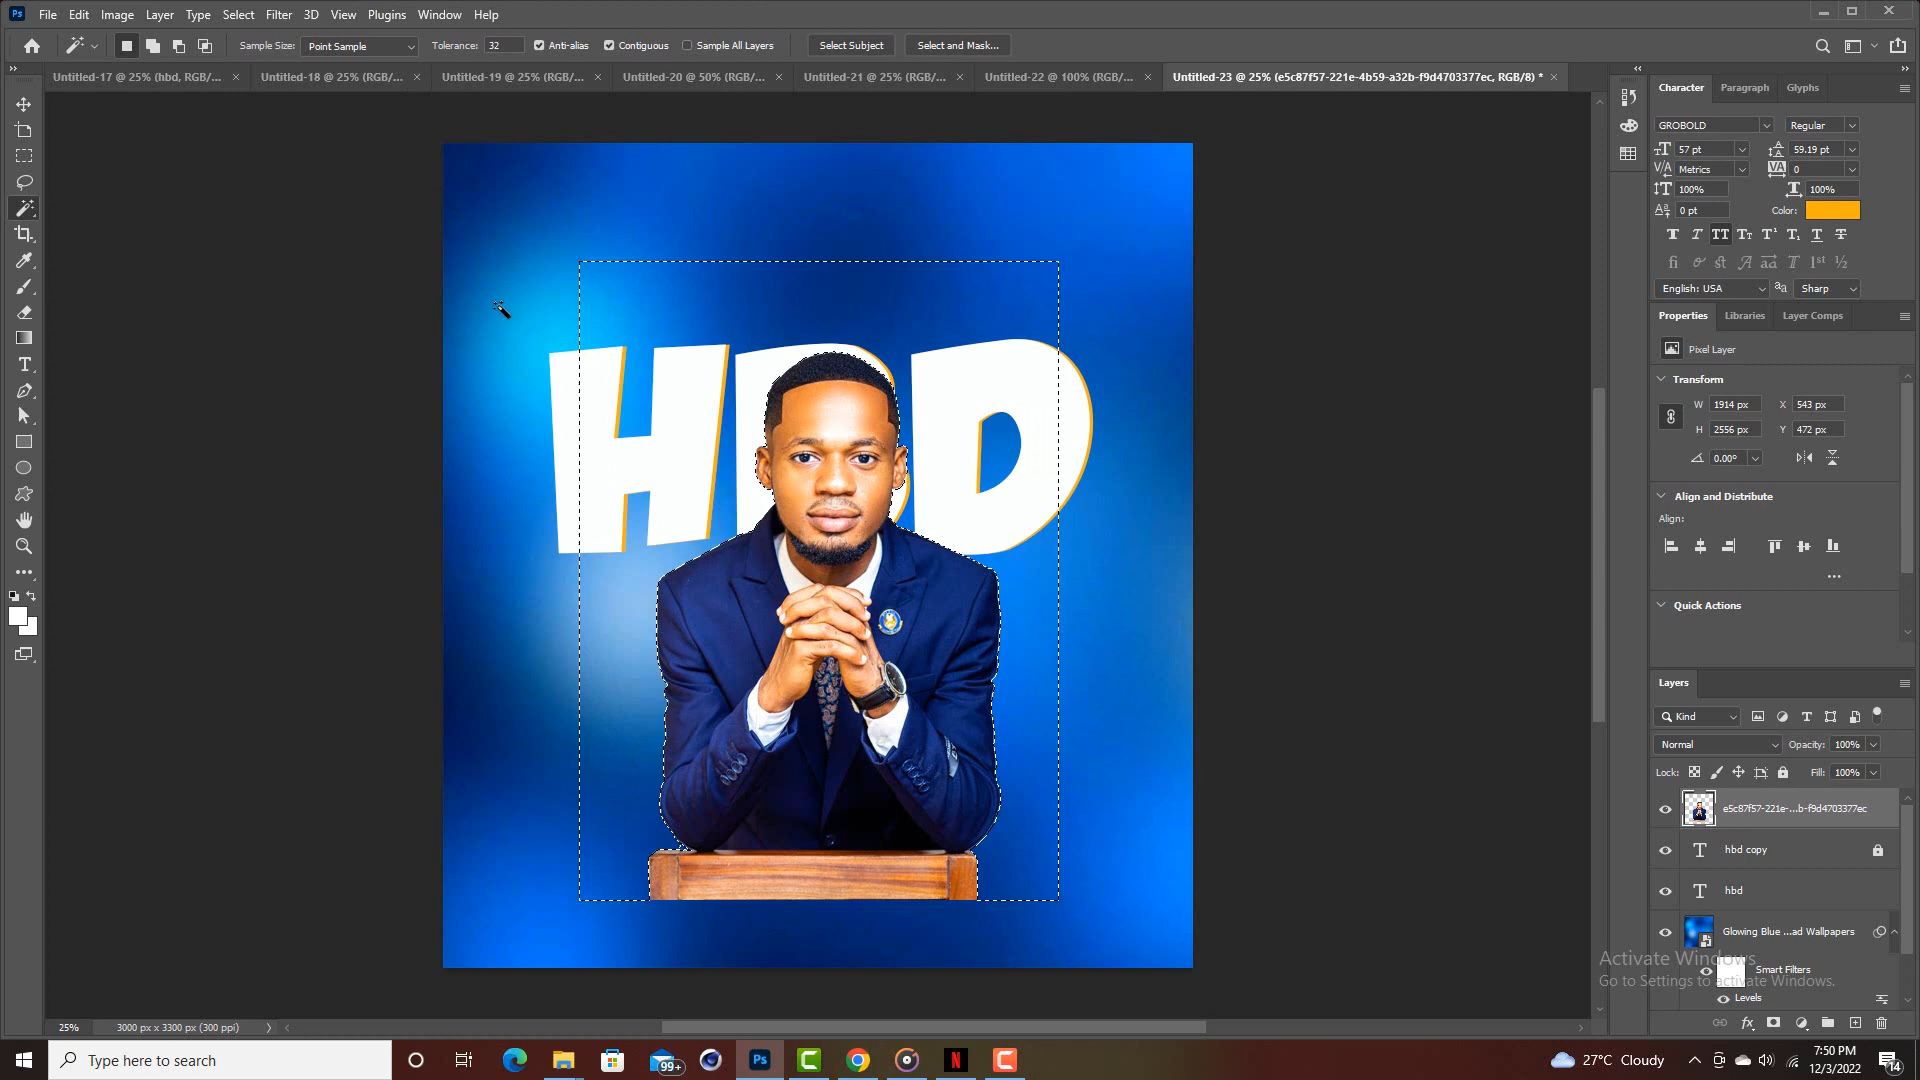 File Edit Image Layer Type Select Filter 3D View Plugins Window Help
Sample Size: Point Sample Tolerance: 32 Anti-alias Contiguous Sample All Layers Select Subject Select and Mask...
Untitled-17 @ 25% (hbd, RGB/... × Untitled-18 @ 25% (RGB/... × Untitled-19 @ 25% (RGB/... × Untitled-20 @ 50% (RGB/... × Untitled-21 @ 25% (RGB/... × Untitled-22 @ 100% (RGB/... × Untitled-23 @ 25% (e5c87f57-221e-4b59-a32b-f9d4703377ec, RGB/8) * ×
Character Paragraph Glyphs
GROBOLD Regular
57 pt 59.19 pt
Metrics 0
100% 100%
0 pt Color:
English: USA Sharp
Properties Libraries Layer Comps
Pixel Layer
Transform
W 1914 px X 543 px
H 2556 px Y 472 px
0.00°
Align and Distribute
Align:
Quick Actions
Layers
Kind
Normal Opacity: 100%
Lock: Fill: 100%
e5c87f57-221e-...b-f9d4703377ec
hbd copy
hbd
Glowing Blue ...ad Wallpapers
Smart Filters
Levels
Activate Windows
Go to Settings to activate Windows.
HBD
25% 3000 px x 3300 px (300 ppi)
Type here to search
99+
Ps
27°C Cloudy
7:50 PM
12/3/2022
14